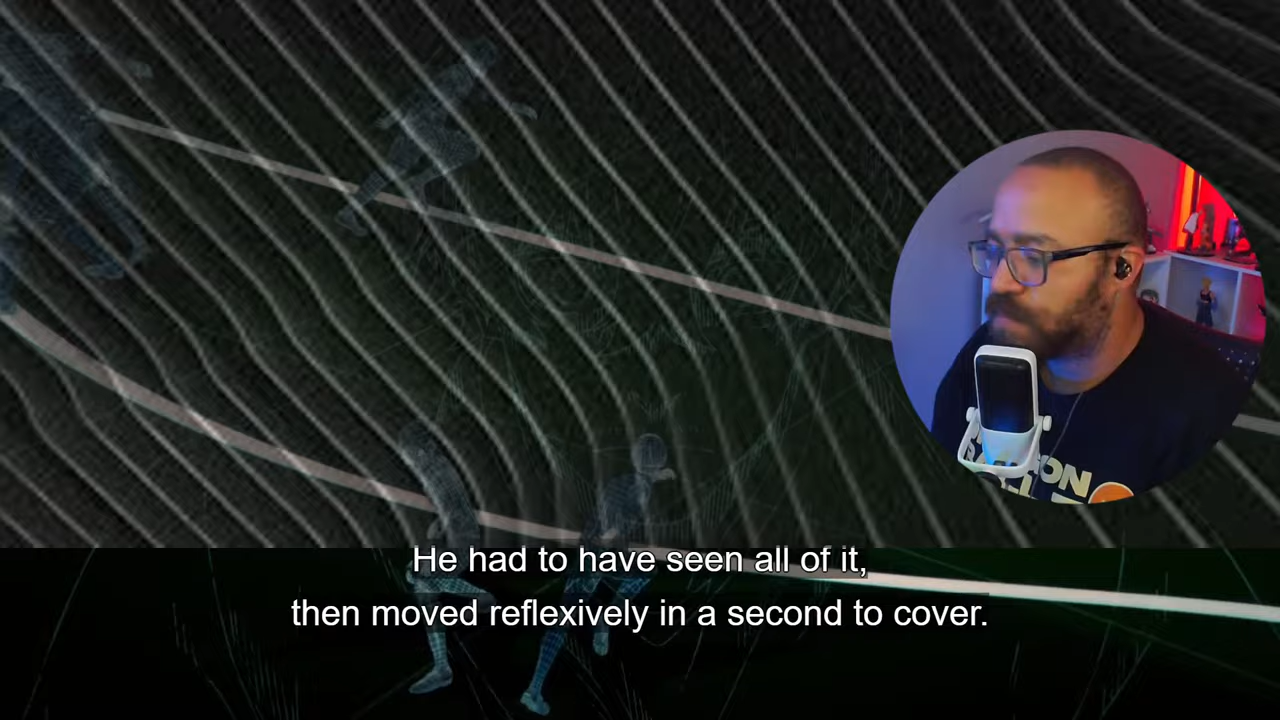 He had to have seen all of it,
then moved reflexively in a second to cover.